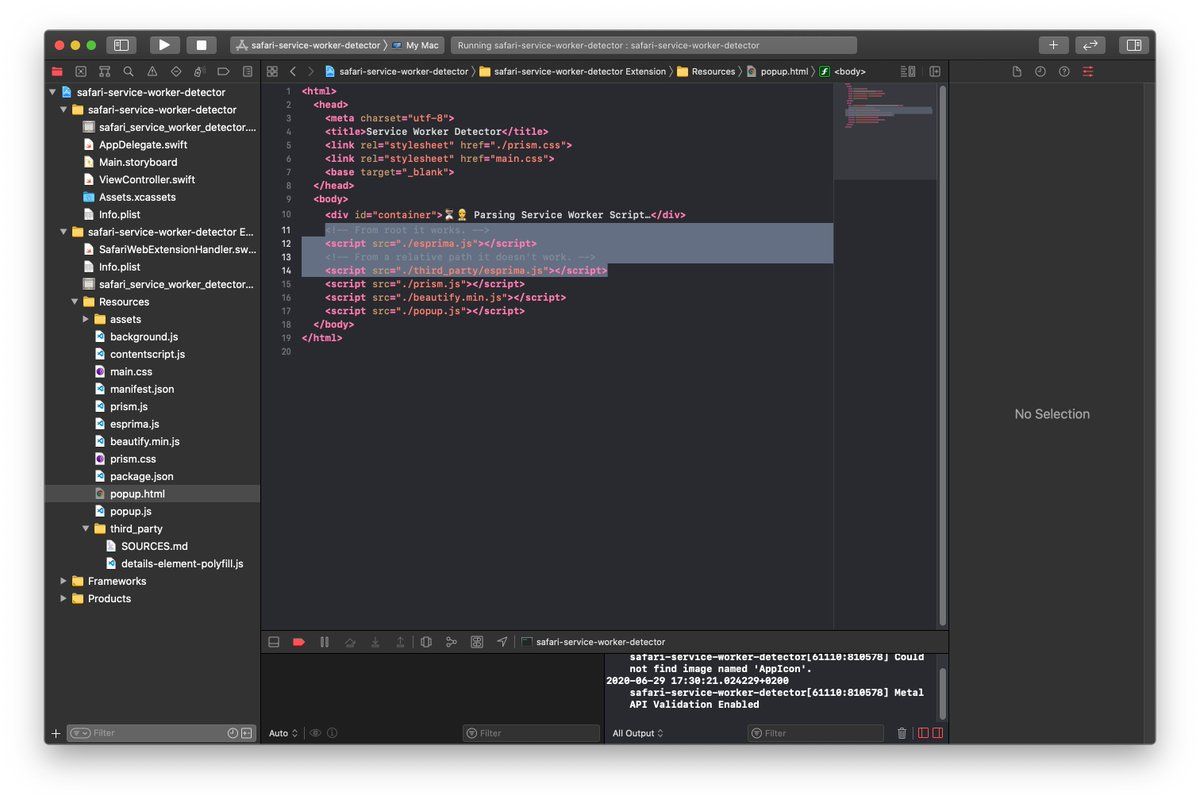 safari-service-worker-detector 〉 My Mac
Running safari-service-worker-detector : safari-service-worker-detector
safari-service-worker-detector 〉 safari-service-worker-detector Extension 〉 Resources 〉 popup.html 〉 <body>
safari-service-worker-detector
safari-service-worker-detector
safari_service_worker_detector....
AppDelegate.swift
Main.storyboard
ViewController.swift
Assets.xcassets
Info.plist
safari-service-worker-detector E...
SafariWebExtensionHandler.sw...
Info.plist
safari_service_worker_detector...
Resources
assets
background.js
contentscript.js
main.css
manifest.json
prism.js
esprima.js
beautify.min.js
prism.css
package.json
popup.html
popup.js
third_party
SOURCES.md
details-element-polyfill.js
Frameworks
Products
Filter
1 <html>
2 <head>
3 <meta charset="utf-8">
4 <title>Service Worker Detector</title>
5 <link rel="stylesheet" href="./prism.css">
6 <link rel="stylesheet" href="main.css">
7 <base target="_blank">
8 </head>
9 <body>
10 <div id="container">⏳👷 Parsing Service Worker Script…</div>
11 <!-- From root it works. -->
12 <script src="./esprima.js"></script>
13 <!-- From a relative path it doesn't work. -->
14 <script src="./third_party/esprima.js"></script>
15 <script src="./prism.js"></script>
16 <script src="./beautify.min.js"></script>
17 <script src="./popup.js"></script>
18 </body>
19 </html>
20
No Selection
safari-service-worker-detector
safari-service-worker-detector[61110:810578] Could
not find image named 'AppIcon'.
2020-06-29 17:30:21.024229+0200
safari-service-worker-detector[61110:810578] Metal
API Validation Enabled
Auto
Filter
All Output
Filter